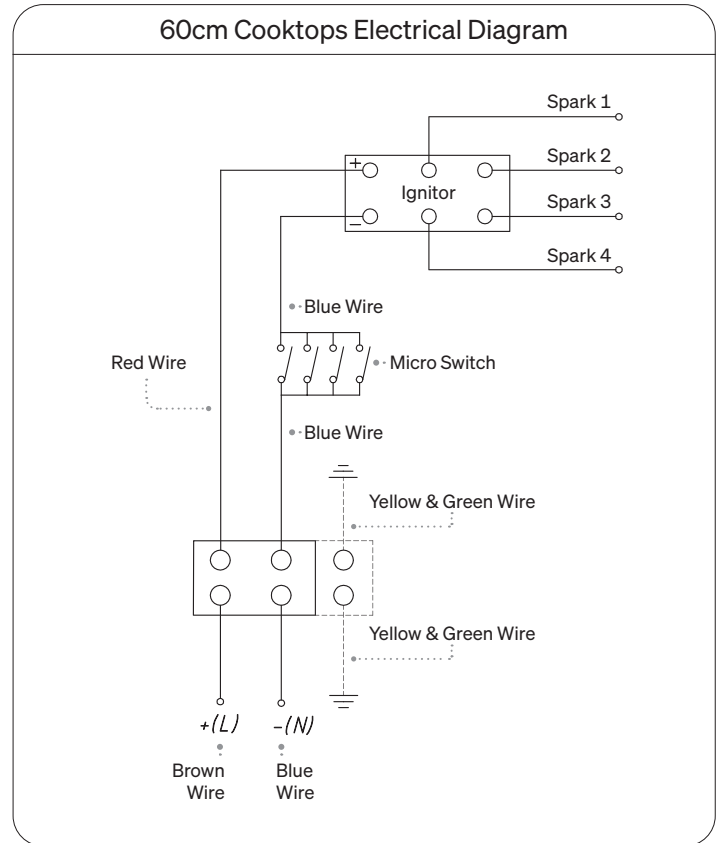 60cm Cooktops Electrical Diagram
Spark 1
Spark 2
+
Ignitor
Spark 3
−
Spark 4
Blue Wire
Red Wire
Micro Switch
Blue Wire
Yellow & Green Wire
Yellow & Green Wire
+(L)
−(N)
Brown
Wire
Blue
Wire